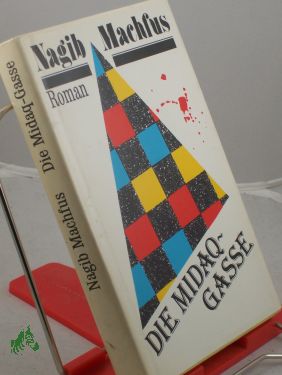 Nagib Machfus
Roman
DIE MIDAQ-
GASSE
Nagib Machfus Die Midaq-Gasse